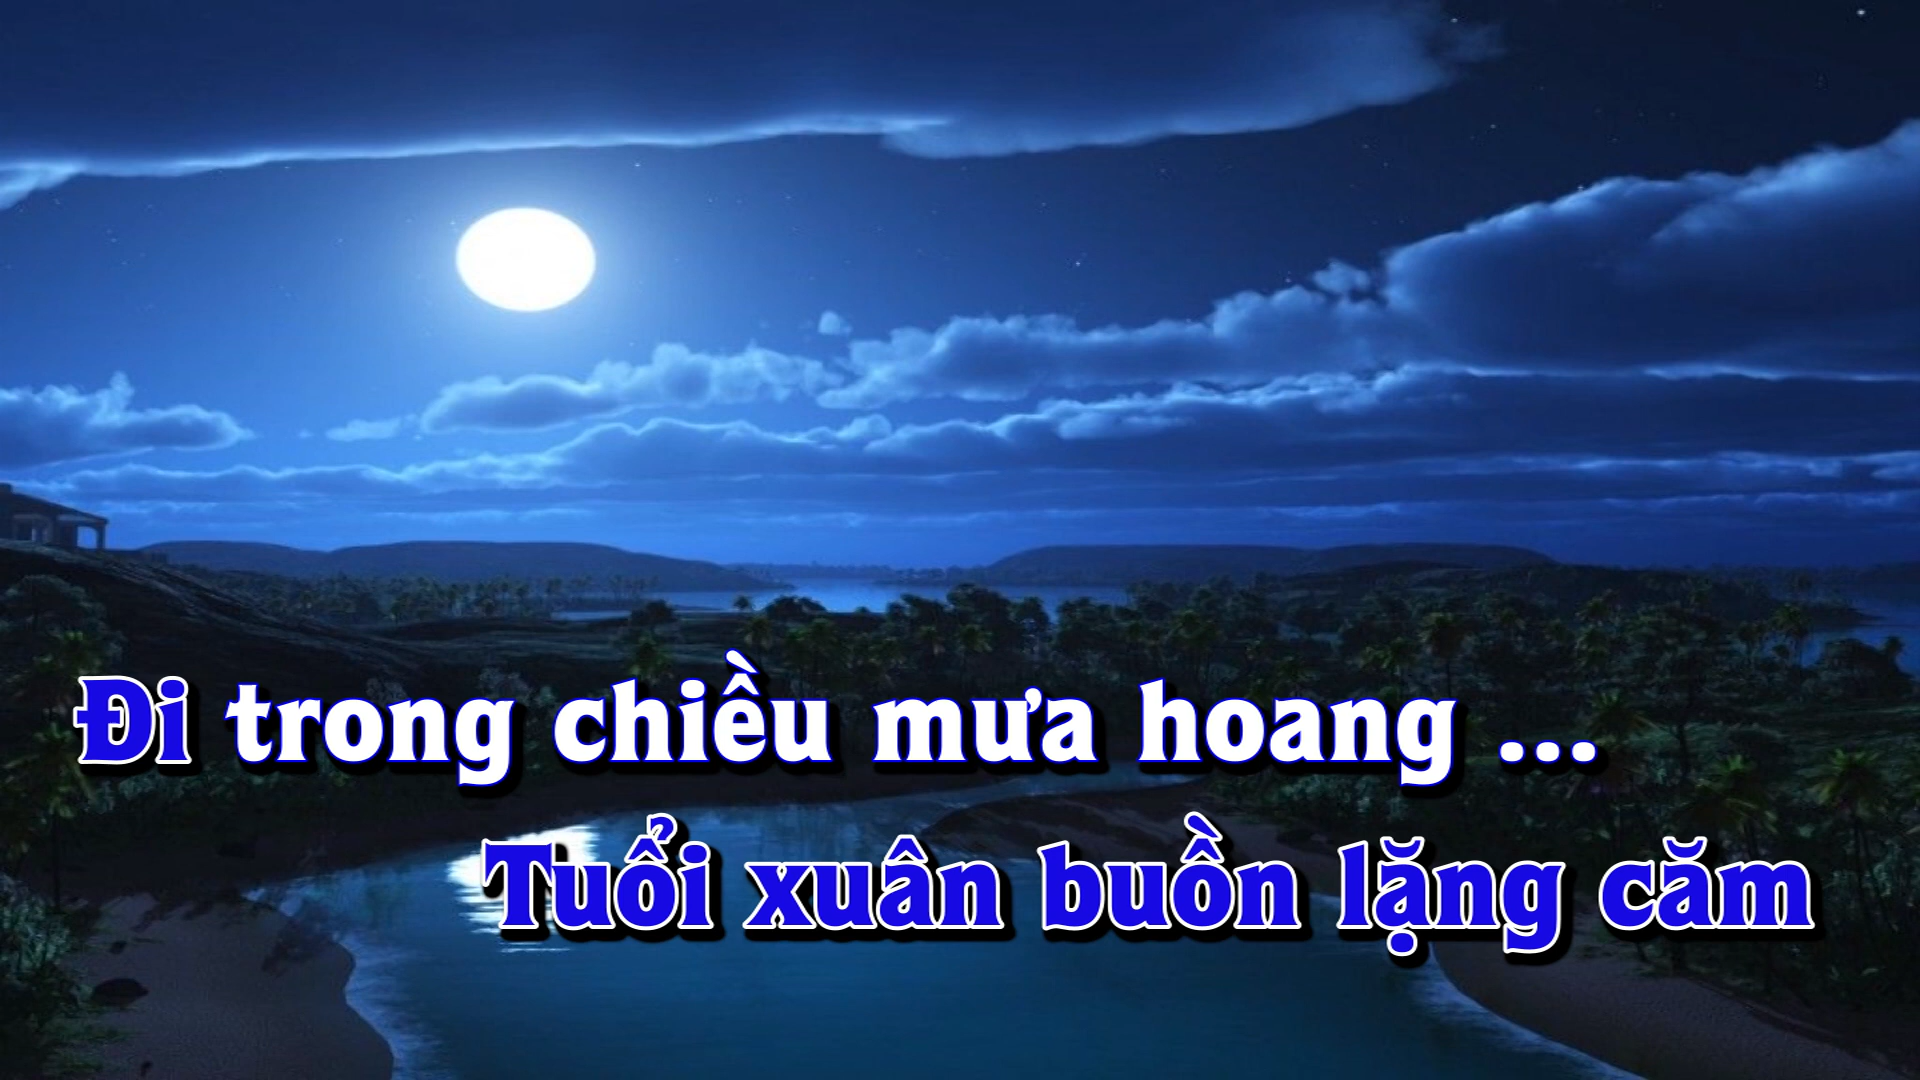 Đi trong chiều mưa hoang ...
Tuổi xuân buồn lặng căm